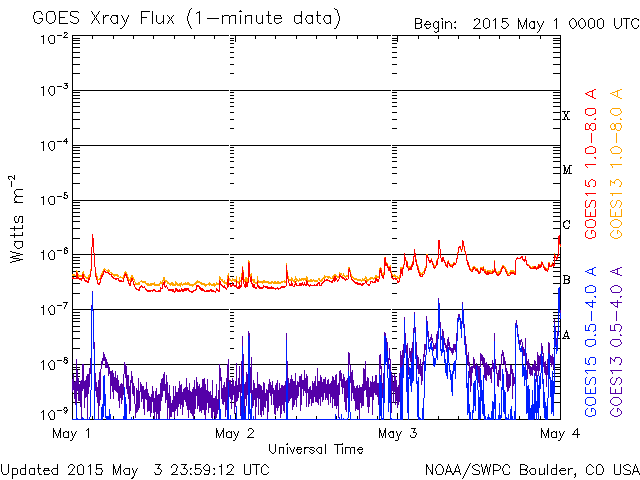 GOES Xray Flux (1-minute data)
Begin: 2015 May 1 0000 UTC
10-2
10-3
10-4
10-5
10-6
10-7
10-8
10-9
Watts m-2
X
M
C
B
A
GOES15 1.0-8.0 A
GOES13 1.0-8.0 A
GOES15 0.5-4.0 A
GOES13 0.5-4.0 A
May 1
May 2
May 3
May 4
Universal Time
Updated 2015 May 3 23:59:12 UTC
NOAA/SWPC Boulder, CO USA